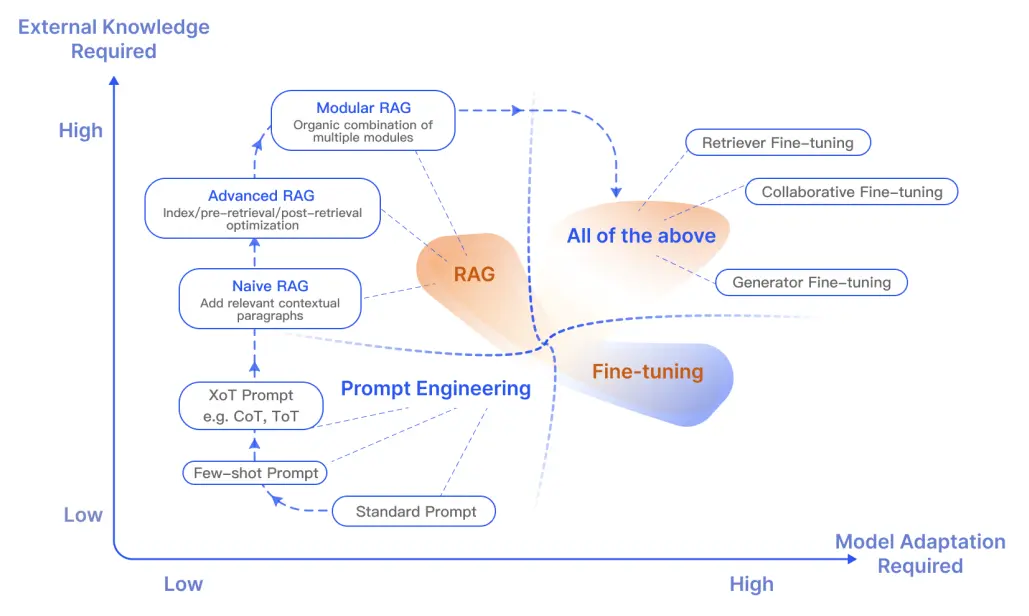 External Knowledge
Required
High
Modular RAG
Organic combination of
multiple modules
Retriever Fine-tuning
Advanced RAG
Index/pre-retrieval/post-retrieval
optimization
Collaborative Fine-tuning
All of the above
RAG
Naive RAG
Add relevant contextual
paragraphs
Generator Fine-tuning
Fine-tuning
Prompt Engineering
XoT Prompt
e.g. CoT, ToT
Few-shot Prompt
Standard Prompt
Low
Model Adaptation
Required
Low
High